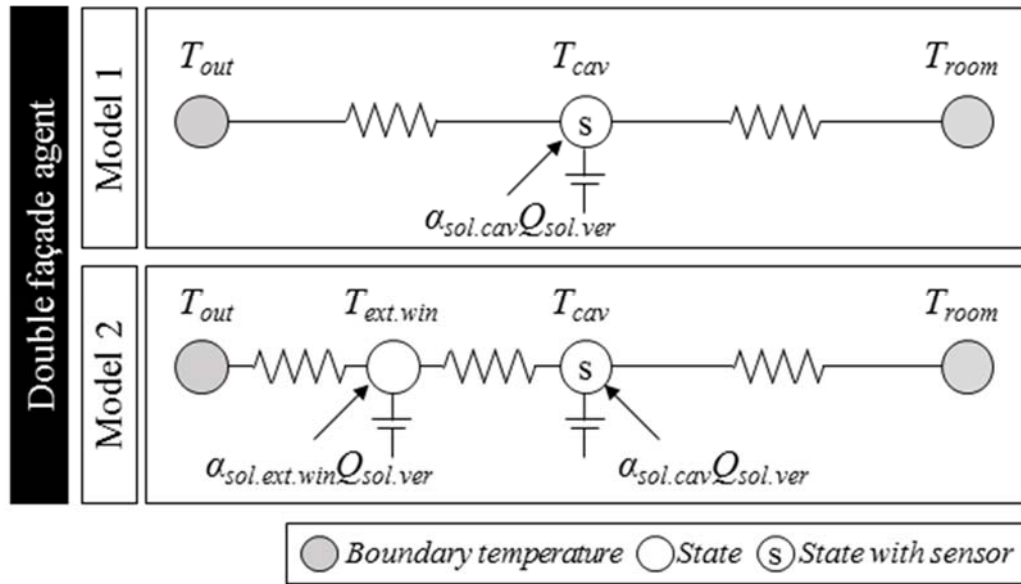 Double façade agent
Model 1
T_out T_cav T_room
s
α_sol.cav Q_sol.ver
Model 2
T_out T_ext.win T_cav T_room
s
α_sol.ext.win Q_sol.ver α_sol.cav Q_sol.ver
Boundary temperature State s State with sensor